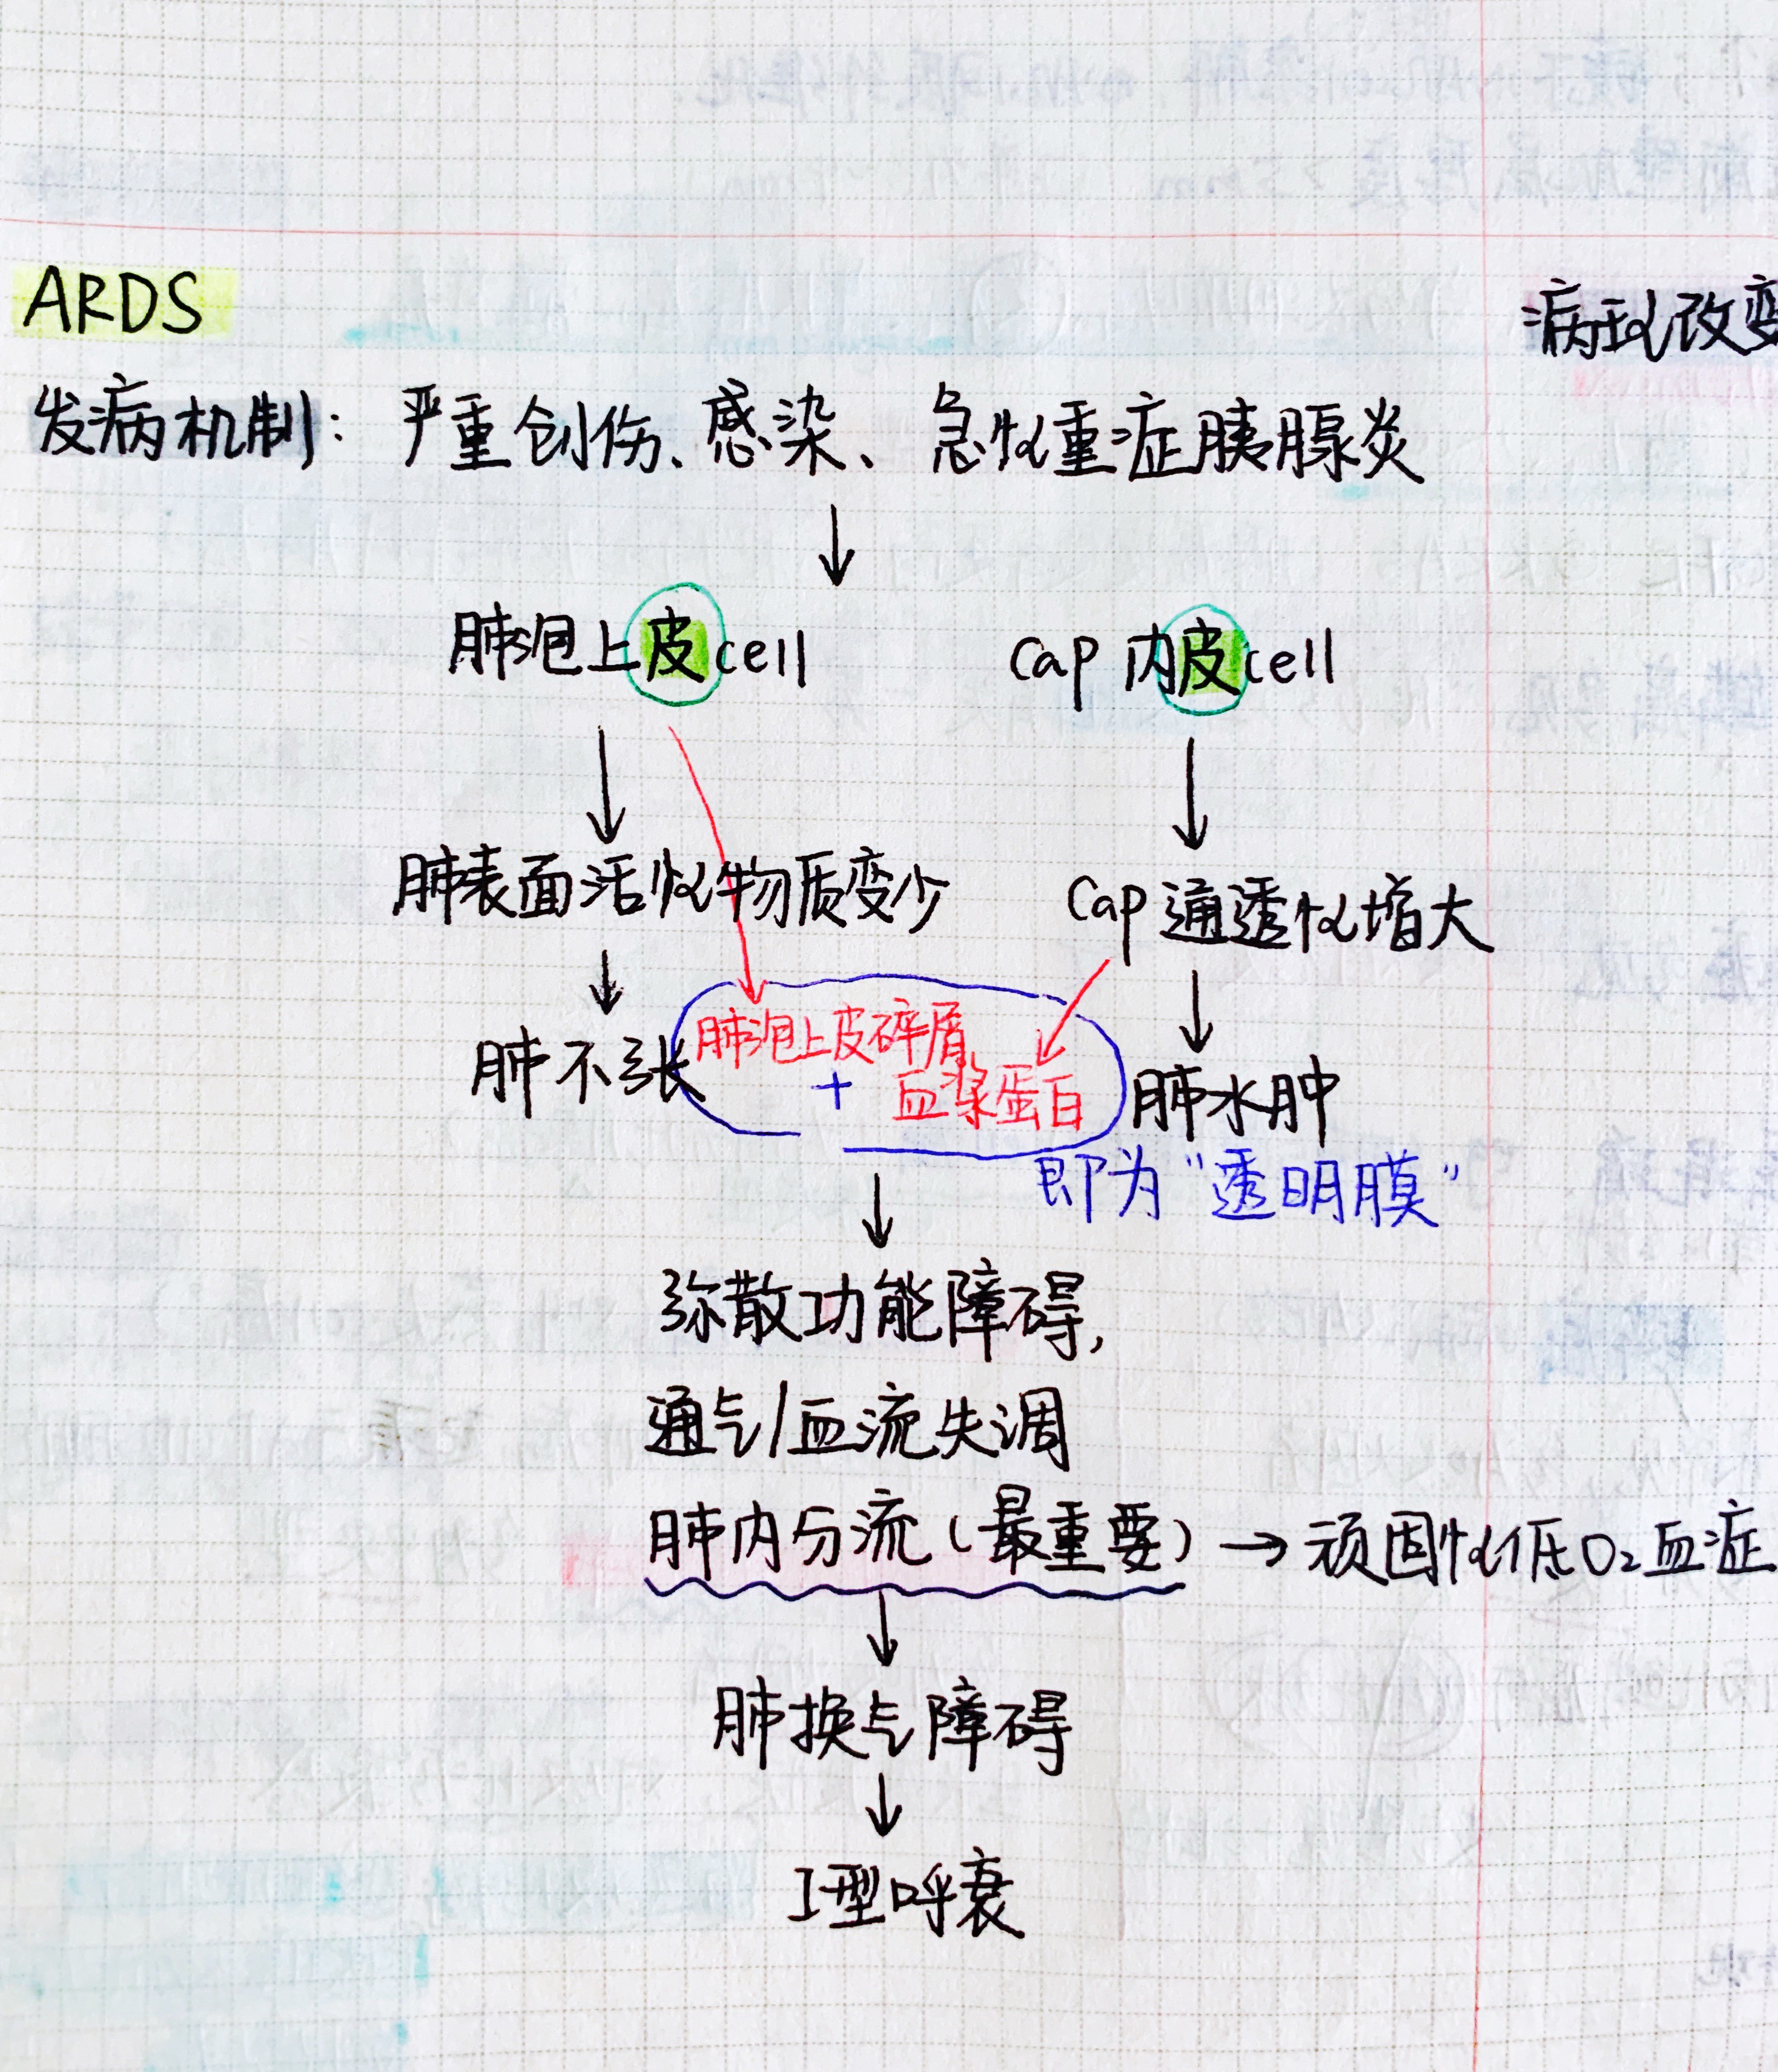 ARDS
病理改变
发病机制：严重创伤、感染、急性重症胰腺炎
↓
肺泡上皮cell
cap 内皮cell
肺表面活性物质变少
Cap 通透性增大
肺不张
肺泡上皮碎屑
+ 血浆蛋白
肺水肿
即为“透明膜”
弥散功能障碍，
通气/血流失调
肺内分流（最重要）→顽固性低O₂血症
肺换气障碍
I型呼衰